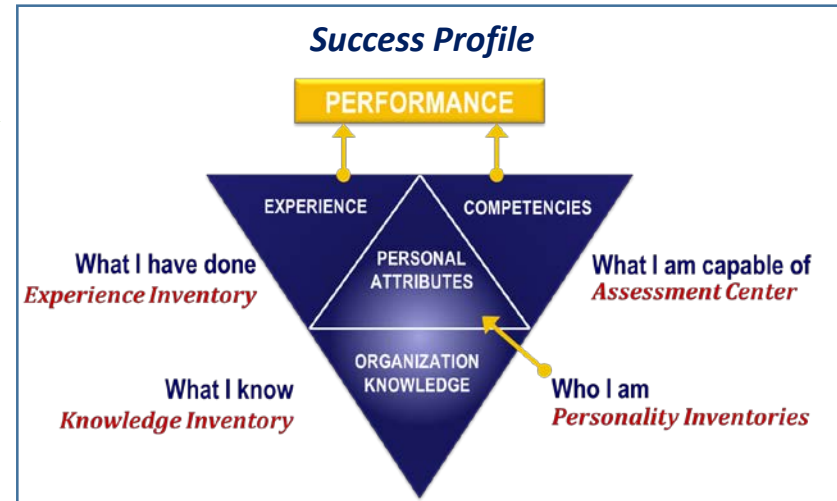 Success Profile
PERFORMANCE
EXPERIENCE
COMPETENCIES
PERSONAL
ATTRIBUTES
What I have done
Experience Inventory
What I am capable of
Assessment Center
ORGANIZATION
KNOWLEDGE
What I know
Knowledge Inventory
Who I am
Personality Inventories